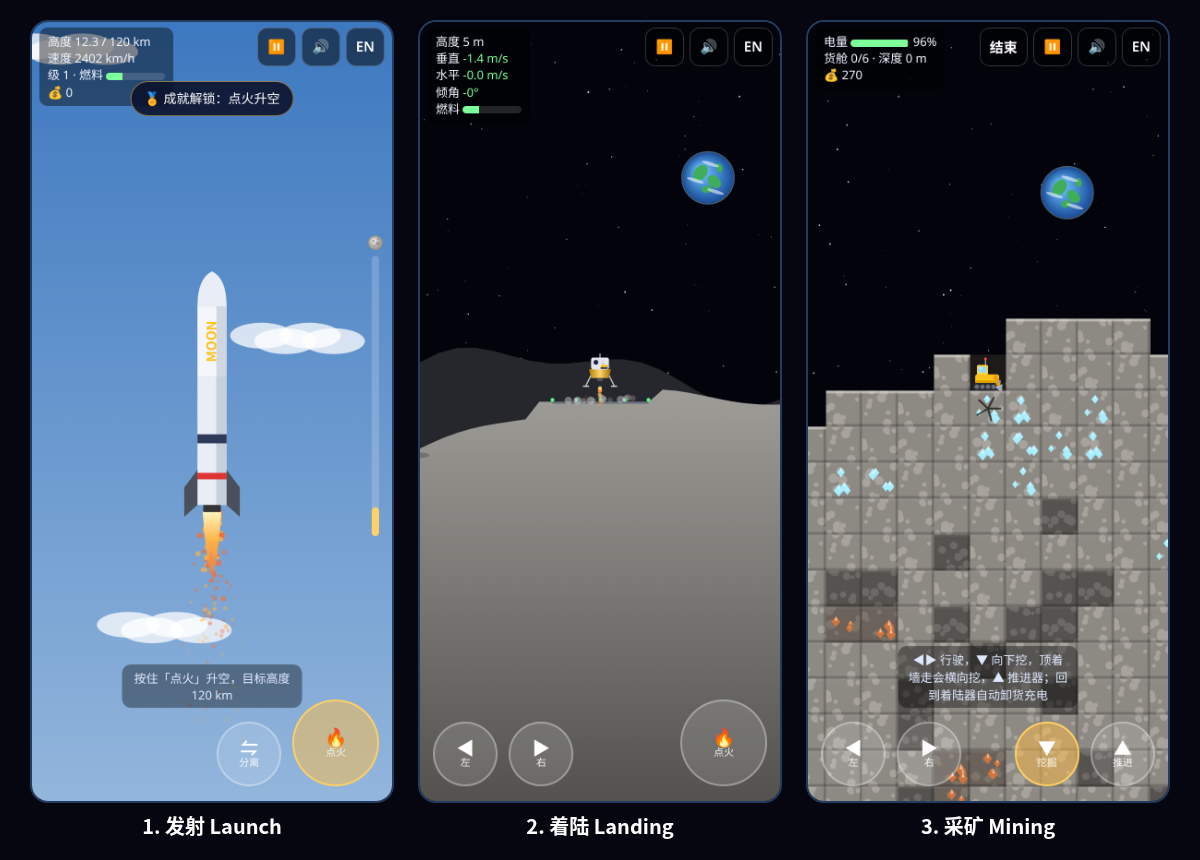 高度 12.3 / 120 km
速度 2402 km/h
级 1 · 燃料
0
EN
成就解锁：点火升空
MOON
按住「点火」升空，目标高度
120 km
分离
点火
1. 发射 Launch
高度 5 m
垂直 -1.4 m/s
水平 -0.0 m/s
倾角 -0°
燃料
EN
左
右
点火
2. 着陆 Landing
电量 96%
货舱 0/6 · 深度 0 m
270
结束
EN
◀▶ 行驶，▼ 向下挖，顶着
墙走会横向挖，▲ 推进器；回
到着陆器自动卸货充电
左
右
挖掘
推进
3. 采矿 Mining